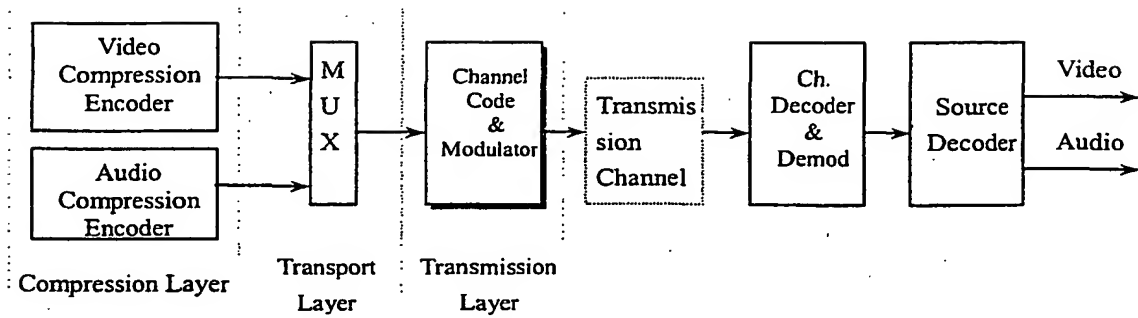 Video
Compression
Encoder
Audio
Compression
Encoder
Compression Layer
M
U
X
Transport
Layer
Channel
Code
&
Modulator
Transmission
Layer
Transmis
sion
Channel
Ch.
Decoder
&
Demod
Source
Decoder
Video
Audio